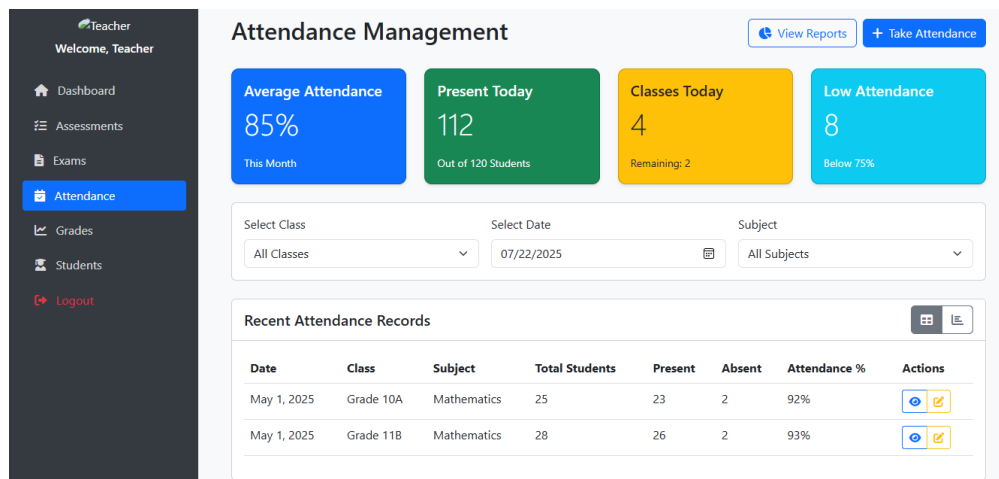 Teacher
Welcome, Teacher
Dashboard
Assessments
Exams
Attendance
Grades
Students
Logout
Attendance Management
View Reports
Take Attendance
Average Attendance
85%
This Month
Present Today
112
Out of 120 Students
Classes Today
4
Remaining: 2
Low Attendance
8
Below 75%
Select Class
All Classes
Select Date
07/22/2025
Subject
All Subjects
Recent Attendance Records
Date Class Subject Total Students Present Absent Attendance % Actions
May 1, 2025 Grade 10A Mathematics 25 23 2 92%
May 1, 2025 Grade 11B Mathematics 28 26 2 93%